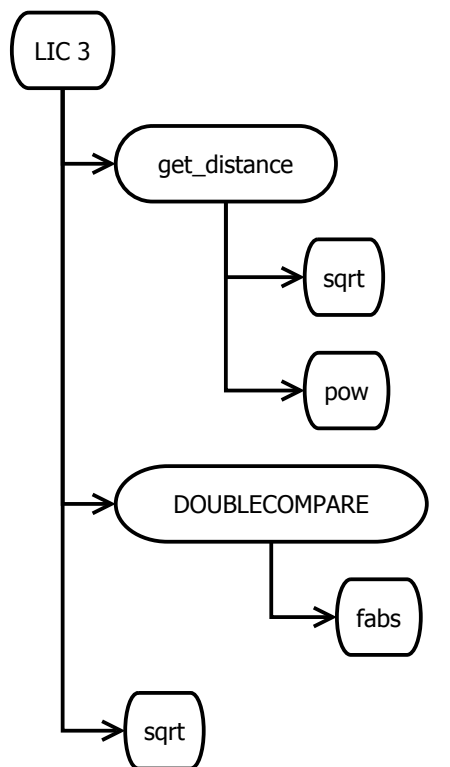 LIC 3
get_distance
sqrt
pow
DOUBLECOMPARE
fabs
sqrt